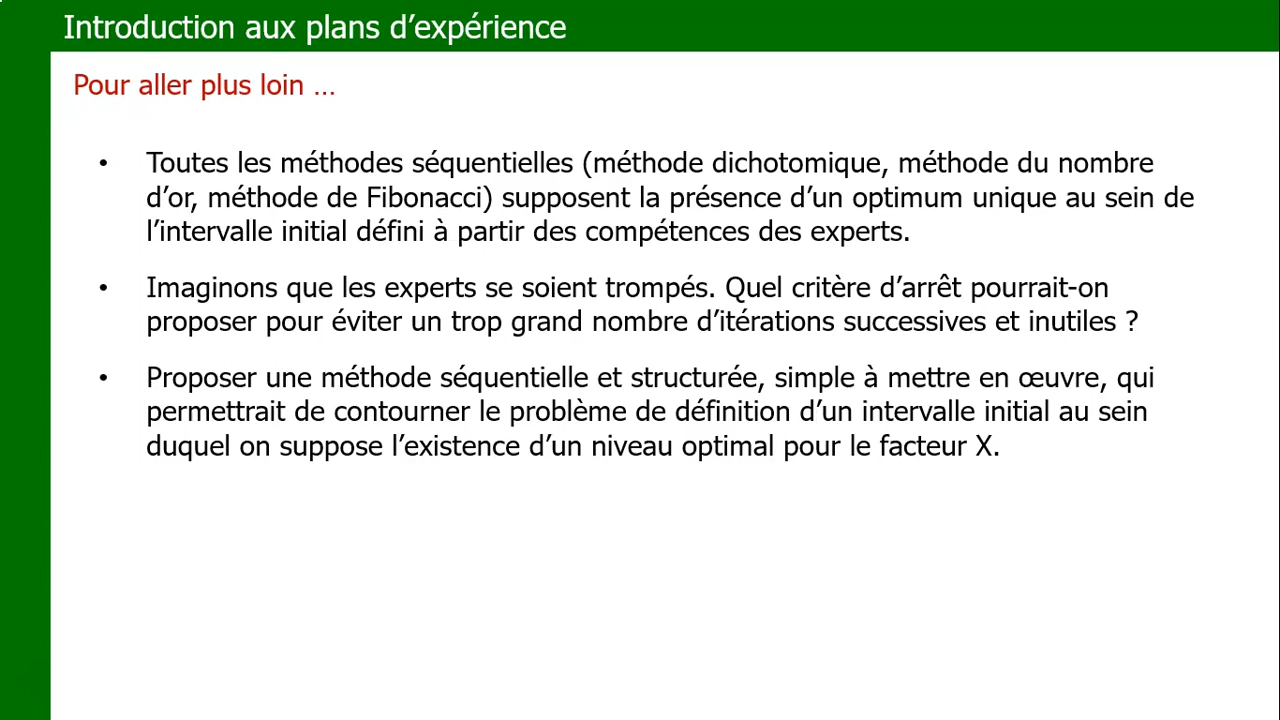 Introduction aux plans d’expérience
Pour aller plus loin …
• Toutes les méthodes séquentielles (méthode dichotomique, méthode du nombre
d’or, méthode de Fibonacci) supposent la présence d’un optimum unique au sein de
l’intervalle initial défini à partir des compétences des experts.
• Imaginons que les experts se soient trompés. Quel critère d’arrêt pourrait-on
proposer pour éviter un trop grand nombre d’itérations successives et inutiles ?
• Proposer une méthode séquentielle et structurée, simple à mettre en œuvre, qui
permettrait de contourner le problème de définition d’un intervalle initial au sein
duquel on suppose l’existence d’un niveau optimal pour le facteur X.